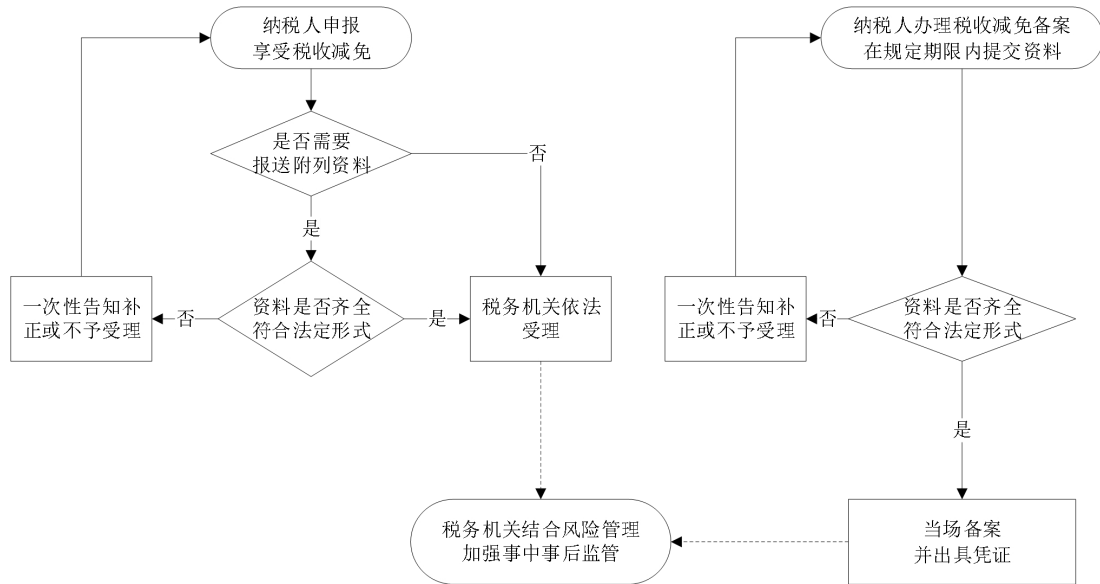 纳税人申报
享受税收减免
是否需要
报送附列资料
否
是
一次性告知补
正或不予受理
否
资料是否齐全
符合法定形式
是
税务机关依法
受理
纳税人办理税收减免备案
在规定期限内提交资料
一次性告知补
正或不予受理
否
资料是否齐全
符合法定形式
是
当场备案
并出具凭证
税务机关结合风险管理
加强事中事后监管